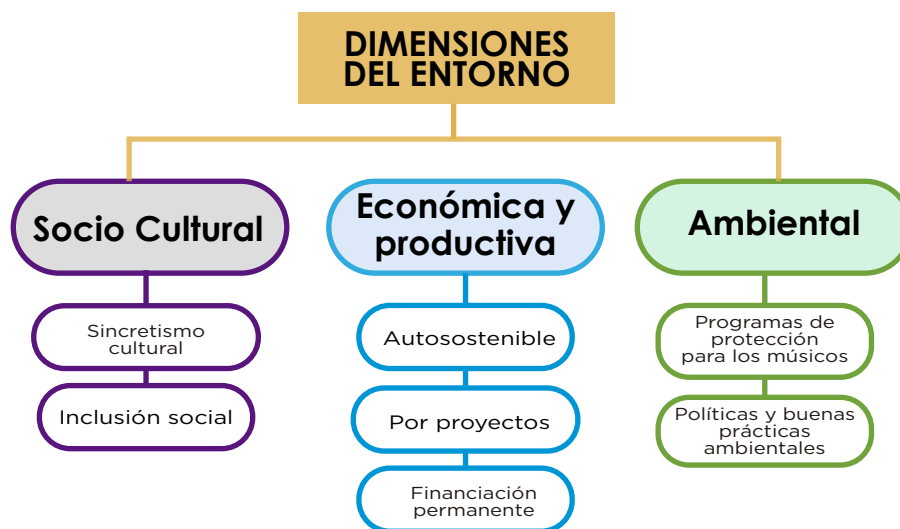 DIMENSIONES
DEL ENTORNO
Socio Cultural
Sincretismo
cultural
Inclusión social
Económica y
productiva
Autosostenible
Por proyectos
Financiación
permanente
Ambiental
Programas de
protección
para los músicos
Políticas y buenas
prácticas
ambientales